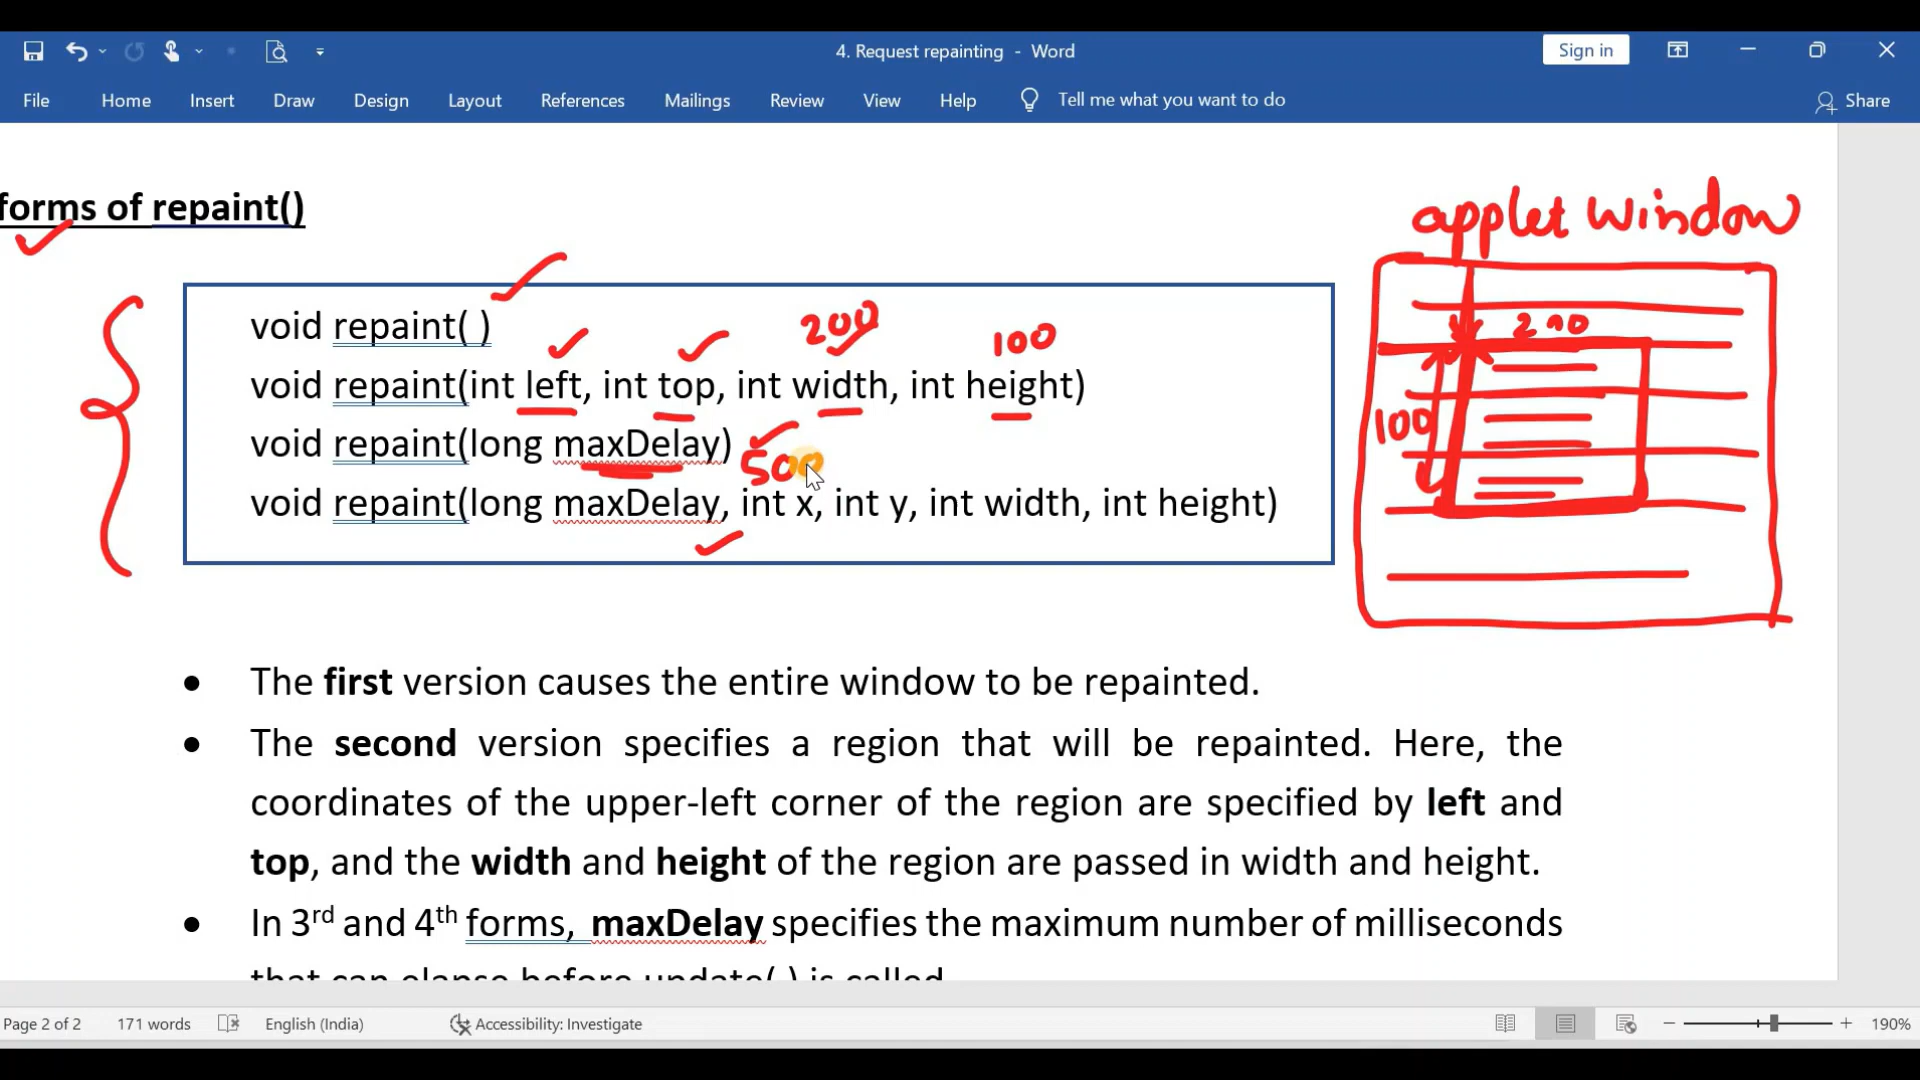 4. Request repainting - Word
Sign in
File Home Insert Draw Design Layout References Mailings Review View Help Tell me what you want to do Share
forms of repaint()
applet window
void repaint( )
200
100
200
void repaint(int left, int top, int width, int height)
100
void repaint(long maxDelay)
500
void repaint(long maxDelay, int x, int y, int width, int height)
• The first version causes the entire window to be repainted.
• The second version specifies a region that will be repainted. Here, the
coordinates of the upper-left corner of the region are specified by left and
top, and the width and height of the region are passed in width and height.
• In 3rd and 4th forms, maxDelay specifies the maximum number of milliseconds
that can elapse before update( ) is called
Page 2 of 2 171 words English (India) Accessibility: Investigate 190%